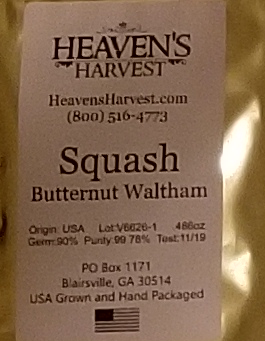 HEAVEN'S
HARVEST
HeavensHarvest.com
(800) 516-4773
Squash
Butternut Waltham
Origin: USA Lot:V6626-1 .486oz
Germ:90% Purity:99.78% Test:11/19
PO Box 1171
Blairsville, GA 30514
USA Grown and Hand Packaged